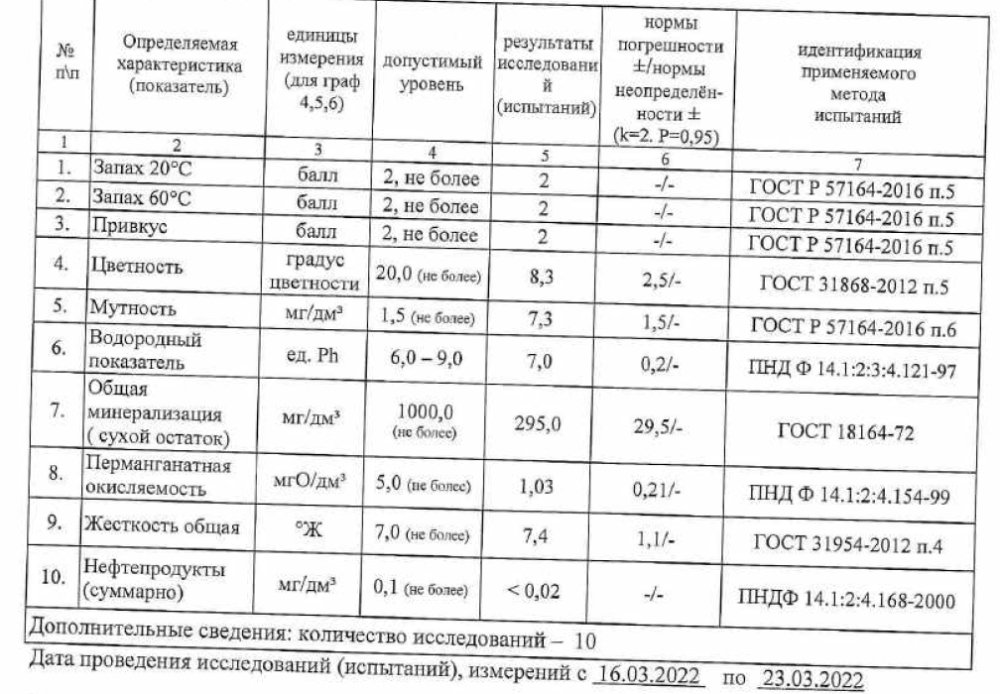 № п\п | Определяемая характеристика (показатель) | единицы измерения (для граф 4,5,6) | допустимый уровень | результаты исследований (испытаний) | нормы погрешности ±/нормы неопределён-ности ± (k=2. P=0,95) | идентификация применяемого метода испытаний
1 | 2 | 3 | 4 | 5 | 6 | 7
1. | Запах 20°С | балл | 2, не более | 2 | -/- | ГОСТ Р 57164-2016 п.5
2. | Запах 60°С | балл | 2, не более | 2 | -/- | ГОСТ Р 57164-2016 п.5
3. | Привкус | балл | 2, не более | 2 | -/- | ГОСТ Р 57164-2016 п.5
4. | Цветность | градус цветности | 20,0 (не более) | 8,3 | 2,5/- | ГОСТ 31868-2012 п.5
5. | Мутность | мг/дм³ | 1,5 (не более) | 7,3 | 1,5/- | ГОСТ Р 57164-2016 п.6
6. | Водородный показатель | ед. Ph | 6,0 – 9,0 | 7,0 | 0,2/- | ПНД Ф 14.1:2:3:4.121-97
7. | Общая минерализация ( сухой остаток) | мг/дм³ | 1000,0 (не более) | 295,0 | 29,5/- | ГОСТ 18164-72
8. | Перманганатная окисляемость | мгО/дм³ | 5,0 (не более) | 1,03 | 0,21/- | ПНД Ф 14.1:2:4.154-99
9. | Жесткость общая | °Ж | 7,0 (не более) | 7,4 | 1,1/- | ГОСТ 31954-2012 п.4
10. | Нефтепродукты (суммарно) | мг/дм³ | 0,1 (не более) | < 0,02 | -/- | ПНДФ 14.1:2:4.168-2000
Дополнительные сведения: количество исследований – 10
Дата проведения исследований (испытаний), измерений с 16.03.2022 по 23.03.2022